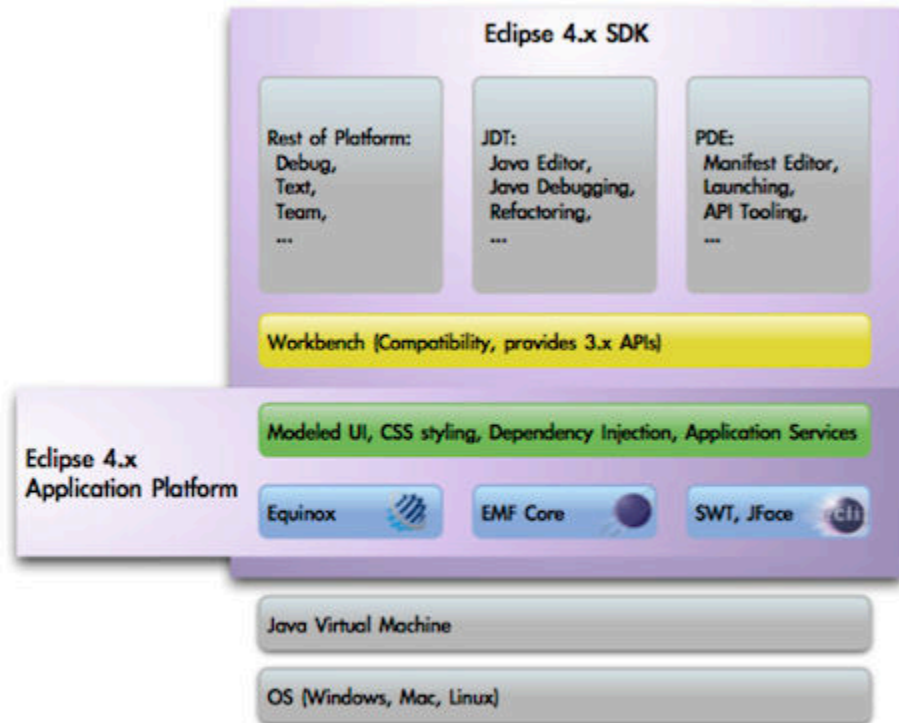 Eclipse 4.x SDK
Rest of Platform:
Debug,
Text,
Team,
...
JDT:
Java Editor,
Java Debugging,
Refactoring,
...
PDE:
Manifest Editor,
Launching,
API Tooling,
...
Workbench (Compatibility, provides 3.x APIs)
Eclipse 4.x
Application Platform
Modeled UI, CSS styling, Dependency Injection, Application Services
Equinox
EMF Core
SWT, JFace
Java Virtual Machine
OS (Windows, Mac, Linux)